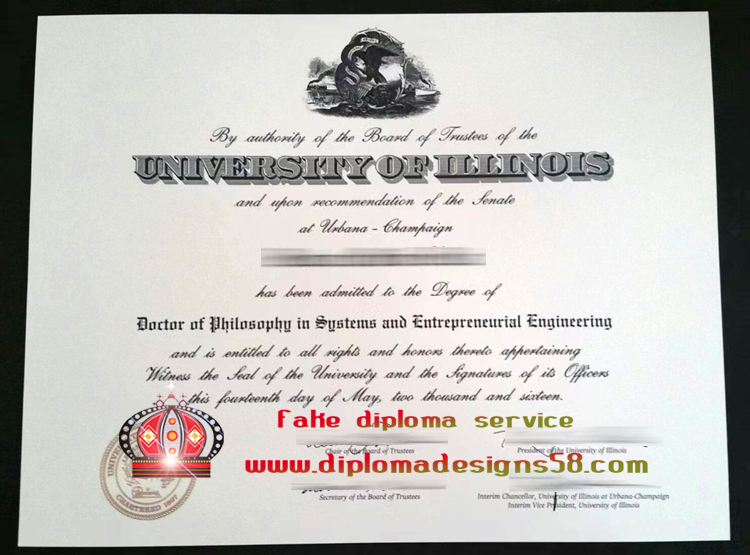 By authority of the Board of Trustees of the
UNIVERSITY OF ILLINOIS
and upon recommendation of the Senate
at Urbana - Champaign
has been admitted to the Degree of
Doctor of Philosophy in Systems and Entrepreneurial Engineering
and is entitled to all rights and honors thereto appertaining
Witness the Seal of the University and the Signatures of its Officers
this fourteenth day of May, two thousand and sixteen.
Fake diploma service
Chair of the Board of Trustees
President of the University of Illinois
www.diplomadesigns58.com
Secretary of the Board of Trustees
Interim Chancellor, University of Illinois at Urbana-Champaign
Interim Vice President, University of Illinois
CHARTERED 1867